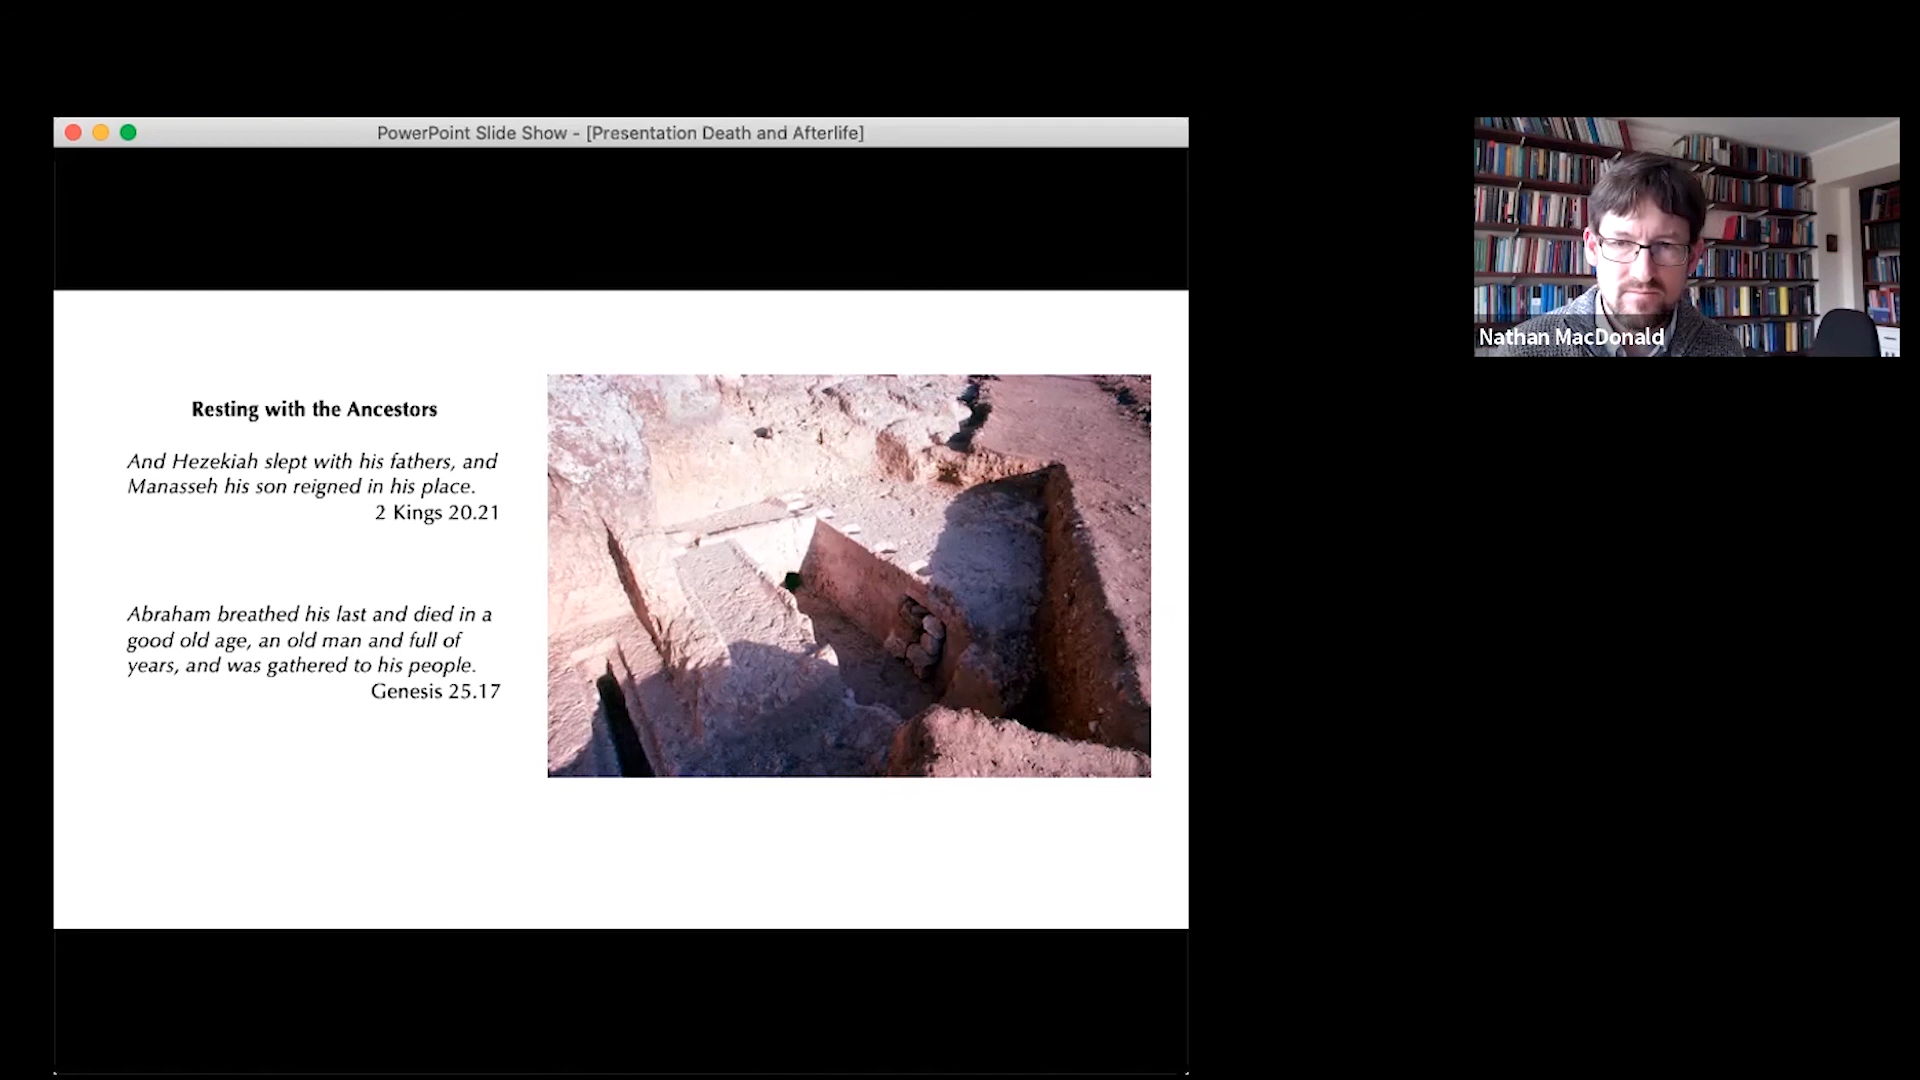 PowerPoint Slide Show - [Presentation Death and Afterlife]
Nathan MacDonald
Resting with the Ancestors
And Hezekiah slept with his fathers, and
Manasseh his son reigned in his place.
2 Kings 20.21
Abraham breathed his last and died in a
good old age, an old man and full of
years, and was gathered to his people.
Genesis 25.17